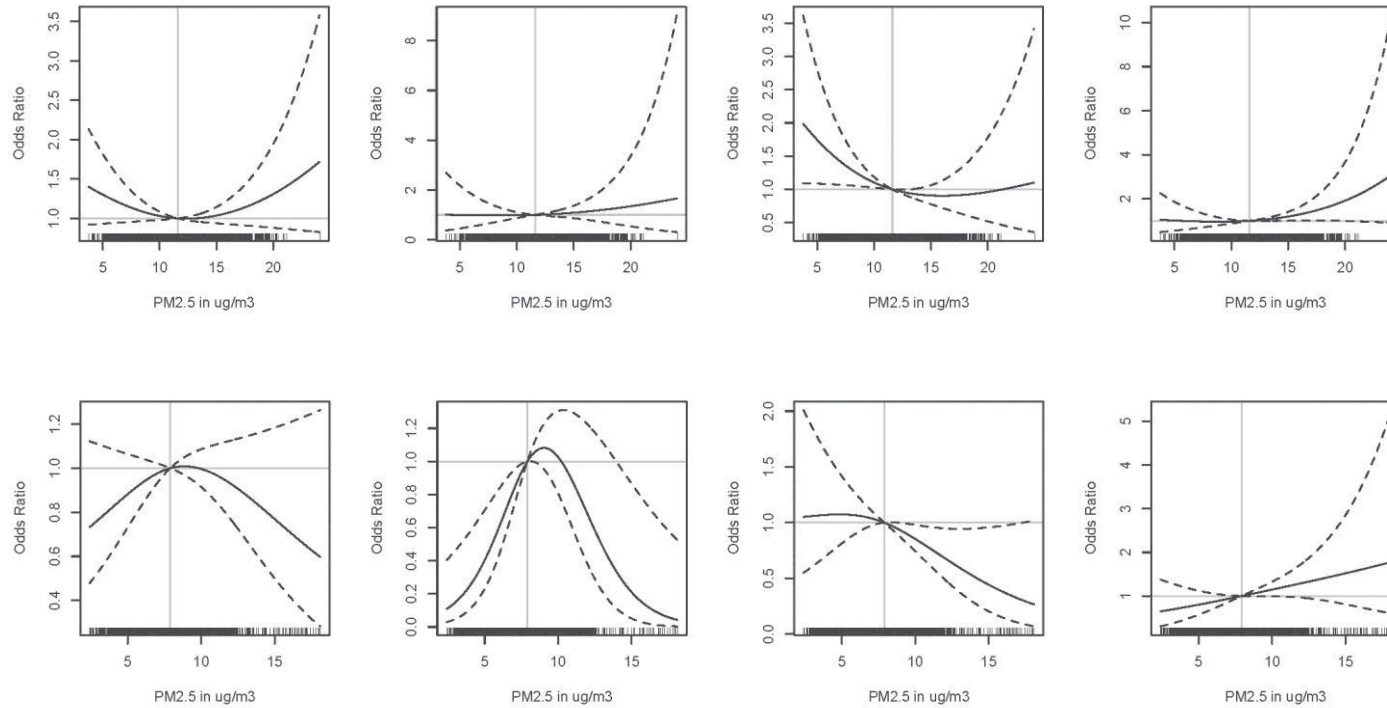 Odds Ratio
1.0 1.5 2.0 2.5 3.0 3.5
5 10 15 20
PM2.5 in ug/m3
Odds Ratio
0 2 4 6 8
5 10 15 20
PM2.5 in ug/m3
Odds Ratio
0.5 1.0 1.5 2.0 2.5 3.0 3.5
5 10 15 20
PM2.5 in ug/m3
Odds Ratio
2 4 6 8 10
5 10 15 20
PM2.5 in ug/m3
Odds Ratio
0.4 0.6 0.8 1.0 1.2
5 10 15
PM2.5 in ug/m3
Odds Ratio
0.0 0.2 0.4 0.6 0.8 1.0 1.2
5 10 15
PM2.5 in ug/m3
Odds Ratio
0.0 0.5 1.0 1.5 2.0
5 10 15
PM2.5 in ug/m3
Odds Ratio
1 2 3 4 5
5 10 15
PM2.5 in ug/m3